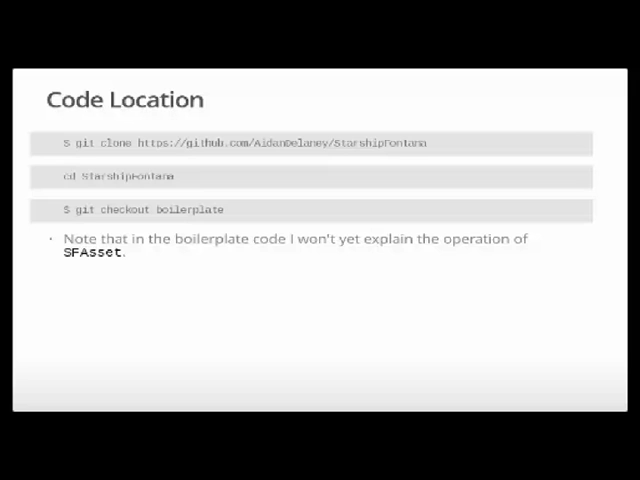 Code Location
$ git clone https://github.com/AidanDelaney/StarshipFontana
cd StarshipFontana
$ git checkout boilerplate
· Note that in the boilerplate code I won't yet explain the operation of
SFAsset.